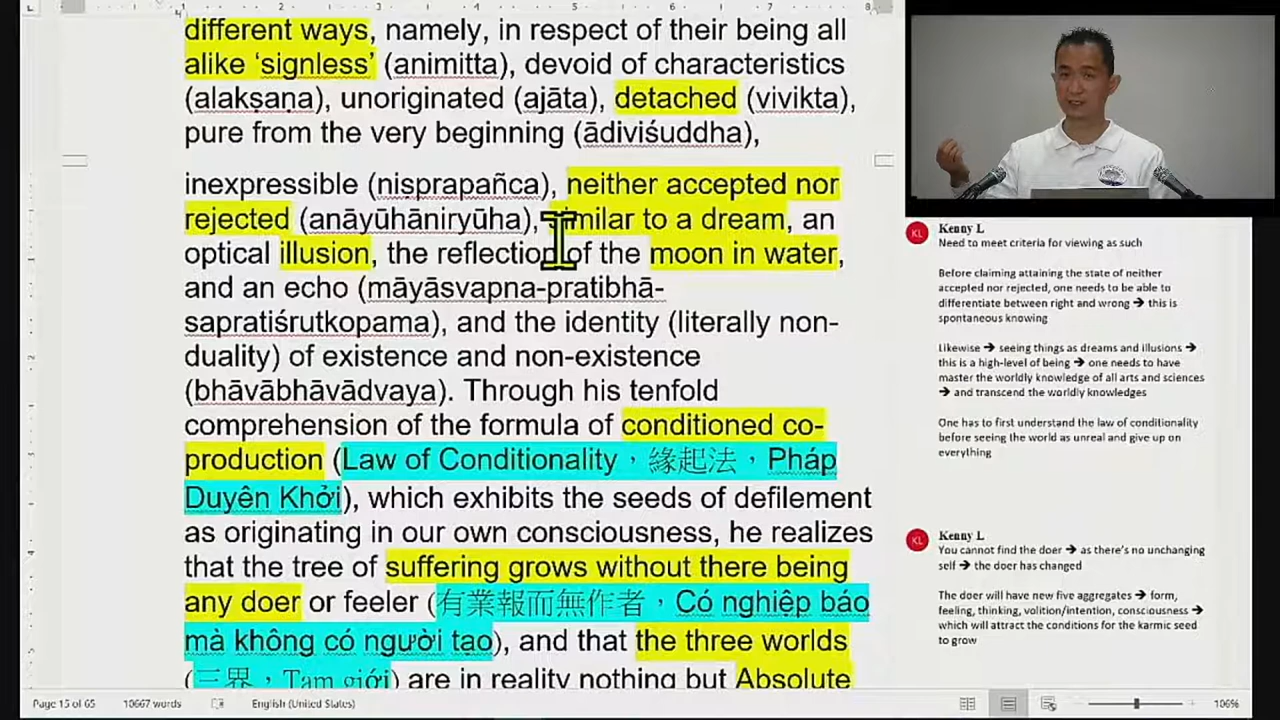 different ways, namely, in respect of their being all
alike ‘signless’ (animitta), devoid of characteristics
(alakṣaṇa), unoriginated (ajāta), detached (vivikta),
pure from the very beginning (ādiviśuddha),
inexpressible (nisprapañca), neither accepted nor
rejected (anāyūhāniryūha), similar to a dream, an
optical illusion, the reflection of the moon in water,
and an echo (māyāsvapna-pratibhā-
sapratiśrutkopama), and the identity (literally non-
duality) of existence and non-existence
(bhāvābhāvādvaya). Through his tenfold
comprehension of the formula of conditioned co-
production (Law of Conditionality，緣起法，Pháp
Duyên Khởi), which exhibits the seeds of defilement
as originating in our own consciousness, he realizes
that the tree of suffering grows without there being
any doer or feeler (有業報而無作者，Có nghiệp báo
mà không có người tạo), and that the three worlds
(三界，Tam giới) are in reality nothing but Absolute
KL Kenny L
Need to meet criteria for viewing as such
Before claiming attaining the state of neither
accepted nor rejected, one needs to be able to
differentiate between right and wrong → this is
spontaneous knowing
Likewise → seeing things as dreams and illusions →
this is a high-level of being → one needs to have
master the worldly knowledge of all arts and sciences
→ and transcend the worldly knowledges
One has to first understand the law of conditionality
before seeing the world as unreal and give up on
everything
KL Kenny L
You cannot find the doer → as there's no unchanging
self → the doer has changed
The doer will have new five aggregates → form,
feeling, thinking, volition/intention, consciousness →
which will attract the conditions for the karmic seed
to grow
Page 15 of 65 10667 words English (United States) 106%